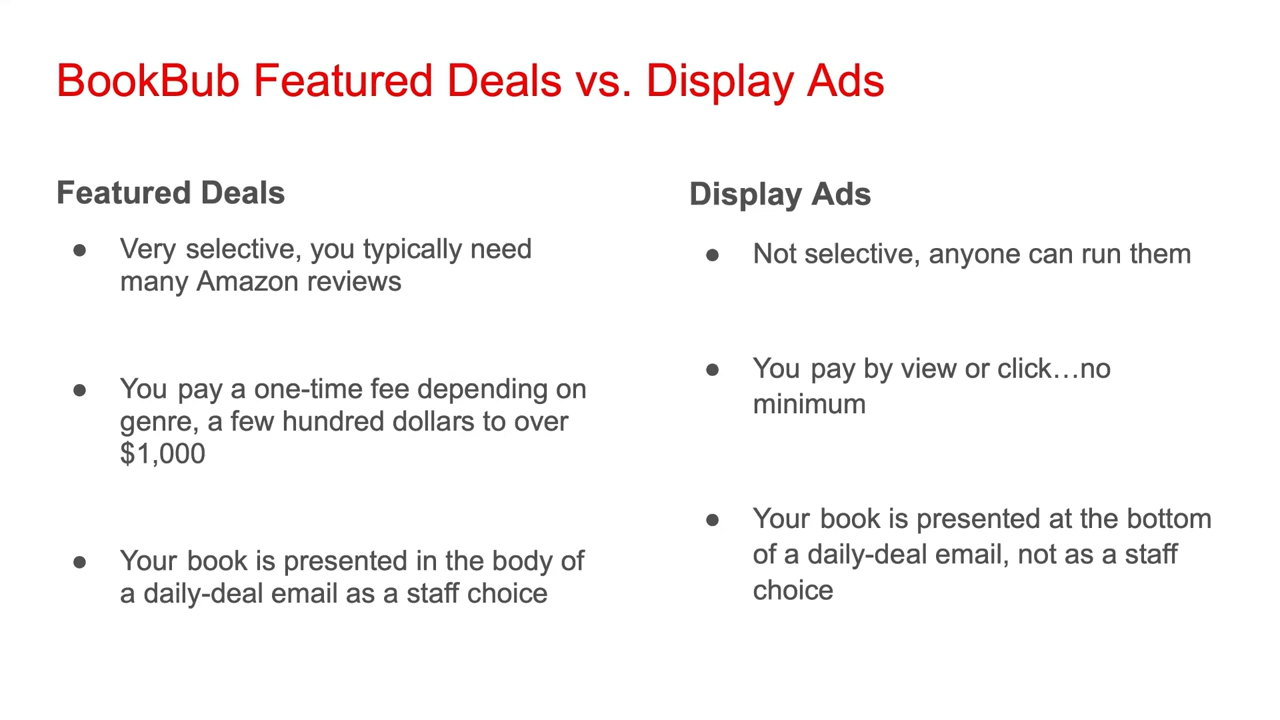 BookBub Featured Deals vs. Display Ads
Featured Deals
● Very selective, you typically need
many Amazon reviews
● You pay a one-time fee depending on
genre, a few hundred dollars to over
$1,000
● Your book is presented in the body of
a daily-deal email as a staff choice
Display Ads
● Not selective, anyone can run them
● You pay by view or click…no
minimum
● Your book is presented at the bottom
of a daily-deal email, not as a staff
choice